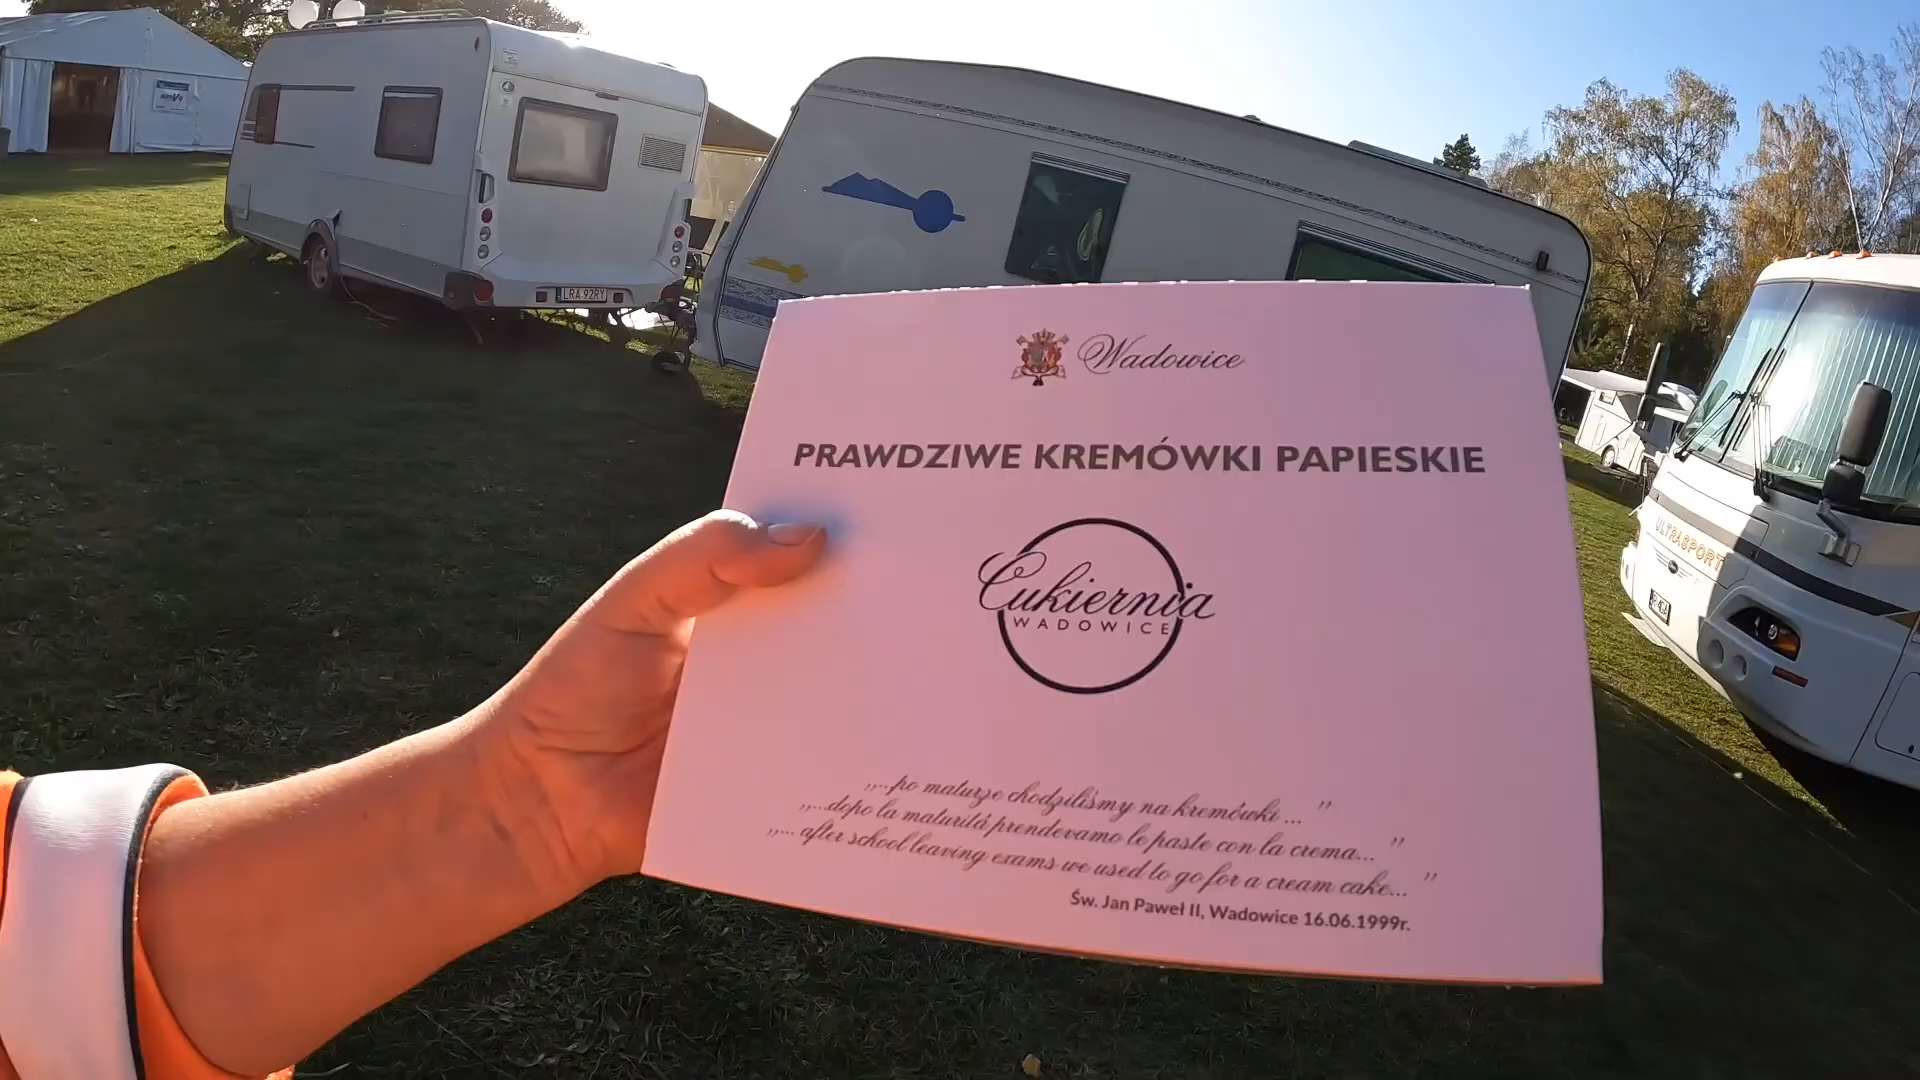 Wadowice
PRAWDZIWE KREMÓWKI PAPIESKIE
Cukiernia
WADOWICE
„...po maturze chodziliśmy na kremówki ... ”
„...dopo la maturitá prendevamo le paste con la crema... ”
„... after school leaving exams we used to go for a cream cake... ”
Św. Jan Paweł II, Wadowice 16.06.1999r.
LRA 92RY
ULTRASPORT